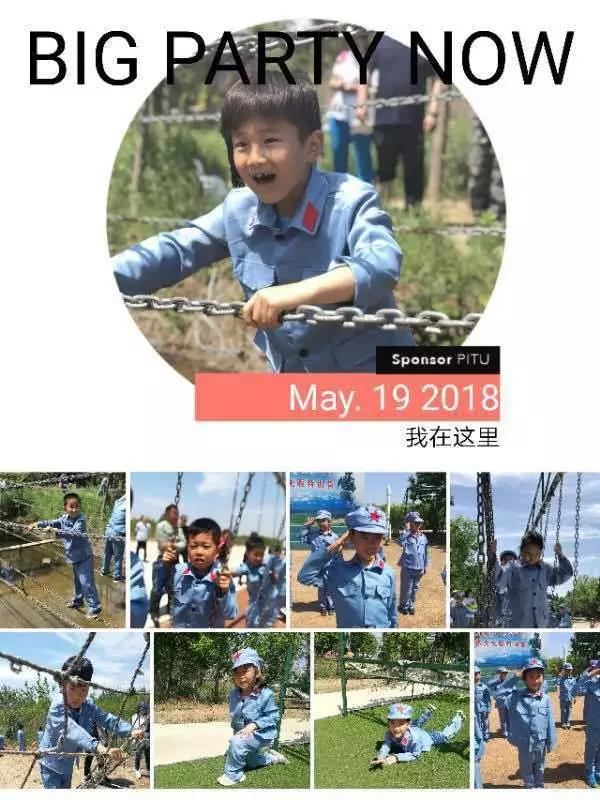 BIG PARTY NOW
Sponsor PITU
May. 19 2018
我在这里